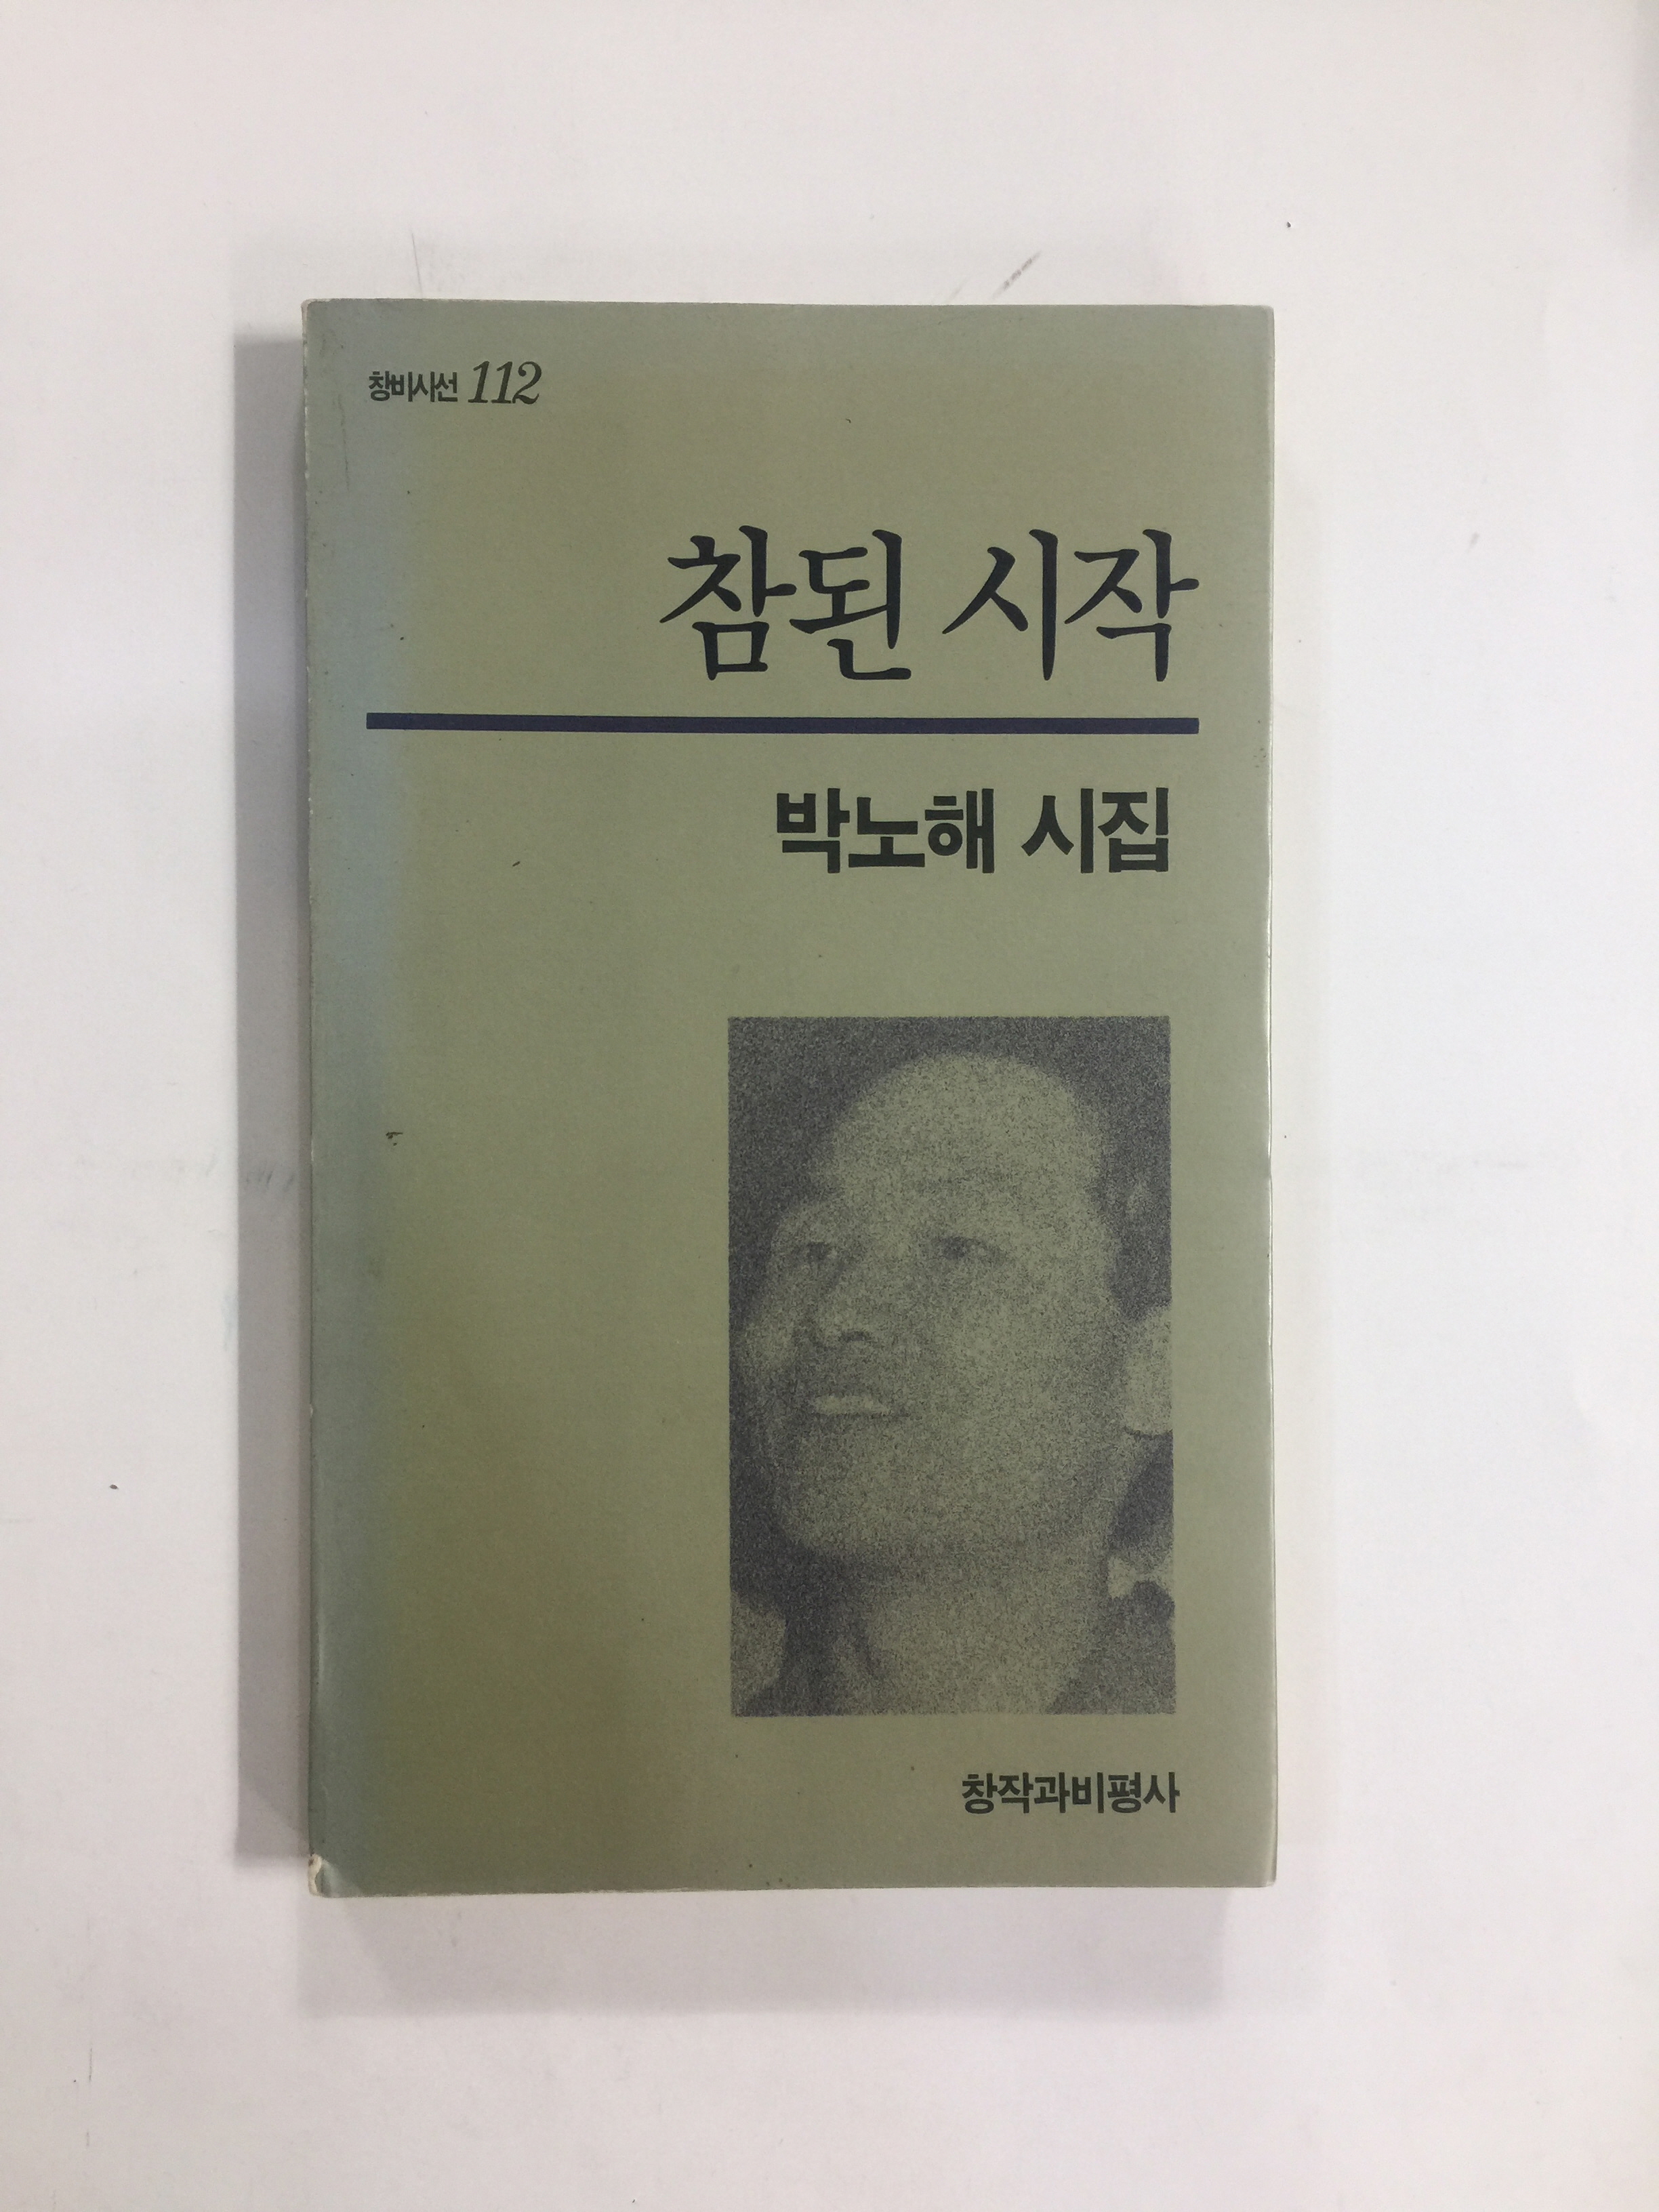 창비시선 112
참된 시작
박노해 시집
창작과비평사